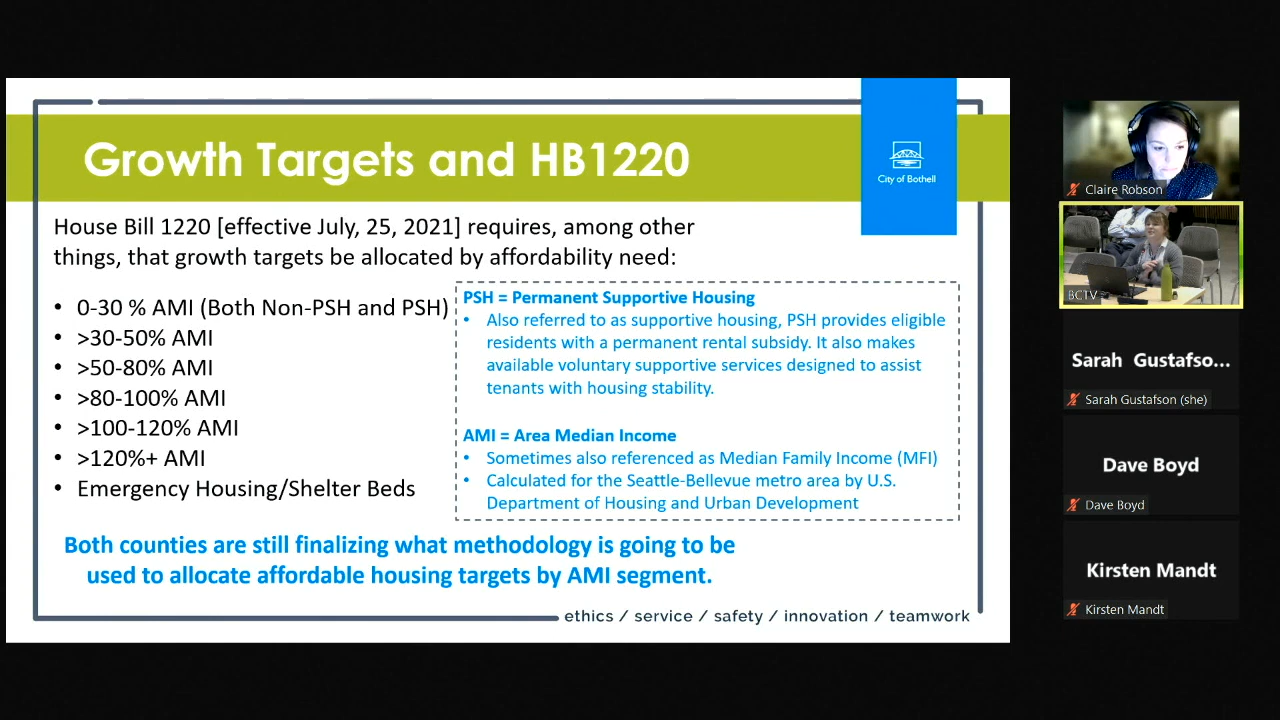 Growth Targets and HB1220
City of Bothell
House Bill 1220 [effective July, 25, 2021] requires, among other
things, that growth targets be allocated by affordability need:
• 0-30 % AMI (Both Non-PSH and PSH)
• >30-50% AMI
• >50-80% AMI
• >80-100% AMI
• >100-120% AMI
• >120%+ AMI
• Emergency Housing/Shelter Beds
PSH = Permanent Supportive Housing
• Also referred to as supportive housing, PSH provides eligible
residents with a permanent rental subsidy. It also makes
available voluntary supportive services designed to assist
tenants with housing stability.
AMI = Area Median Income
• Sometimes also referenced as Median Family Income (MFI)
• Calculated for the Seattle-Bellevue metro area by U.S.
Department of Housing and Urban Development
Both counties are still finalizing what methodology is going to be
used to allocate affordable housing targets by AMI segment.
ethics / service / safety / innovation / teamwork
Claire Robson
BCTV
Sarah Gustafso...
Sarah Gustafson (she)
Dave Boyd
Dave Boyd
Kirsten Mandt
Kirsten Mandt